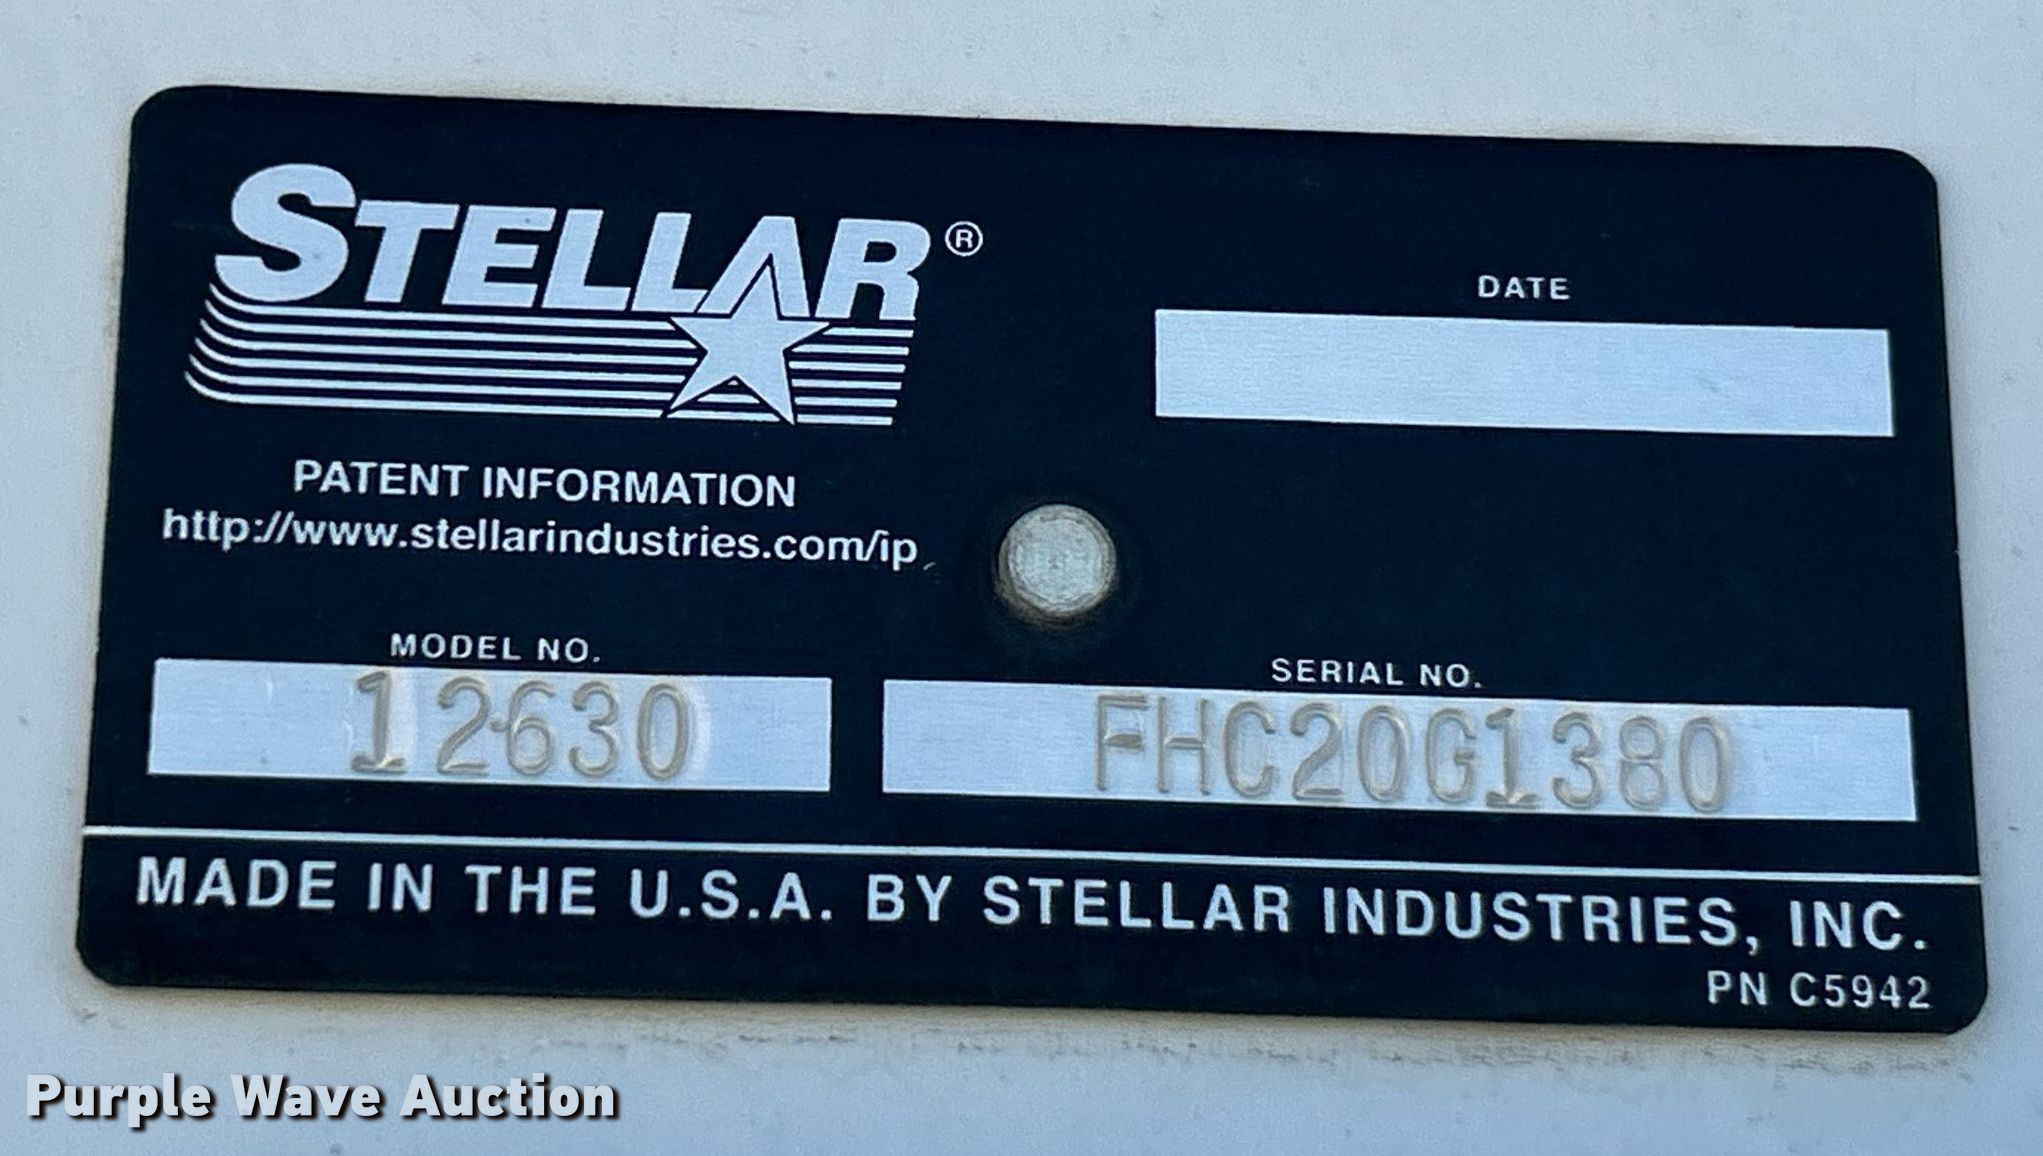 STELLAR®
DATE
PATENT INFORMATION
http://www.stellarindustries.com/ip
MODEL NO.
12630
SERIAL NO.
FHC20G1380
MADE IN THE U.S.A. BY STELLAR INDUSTRIES, INC.
PN C5942
Purple Wave Auction